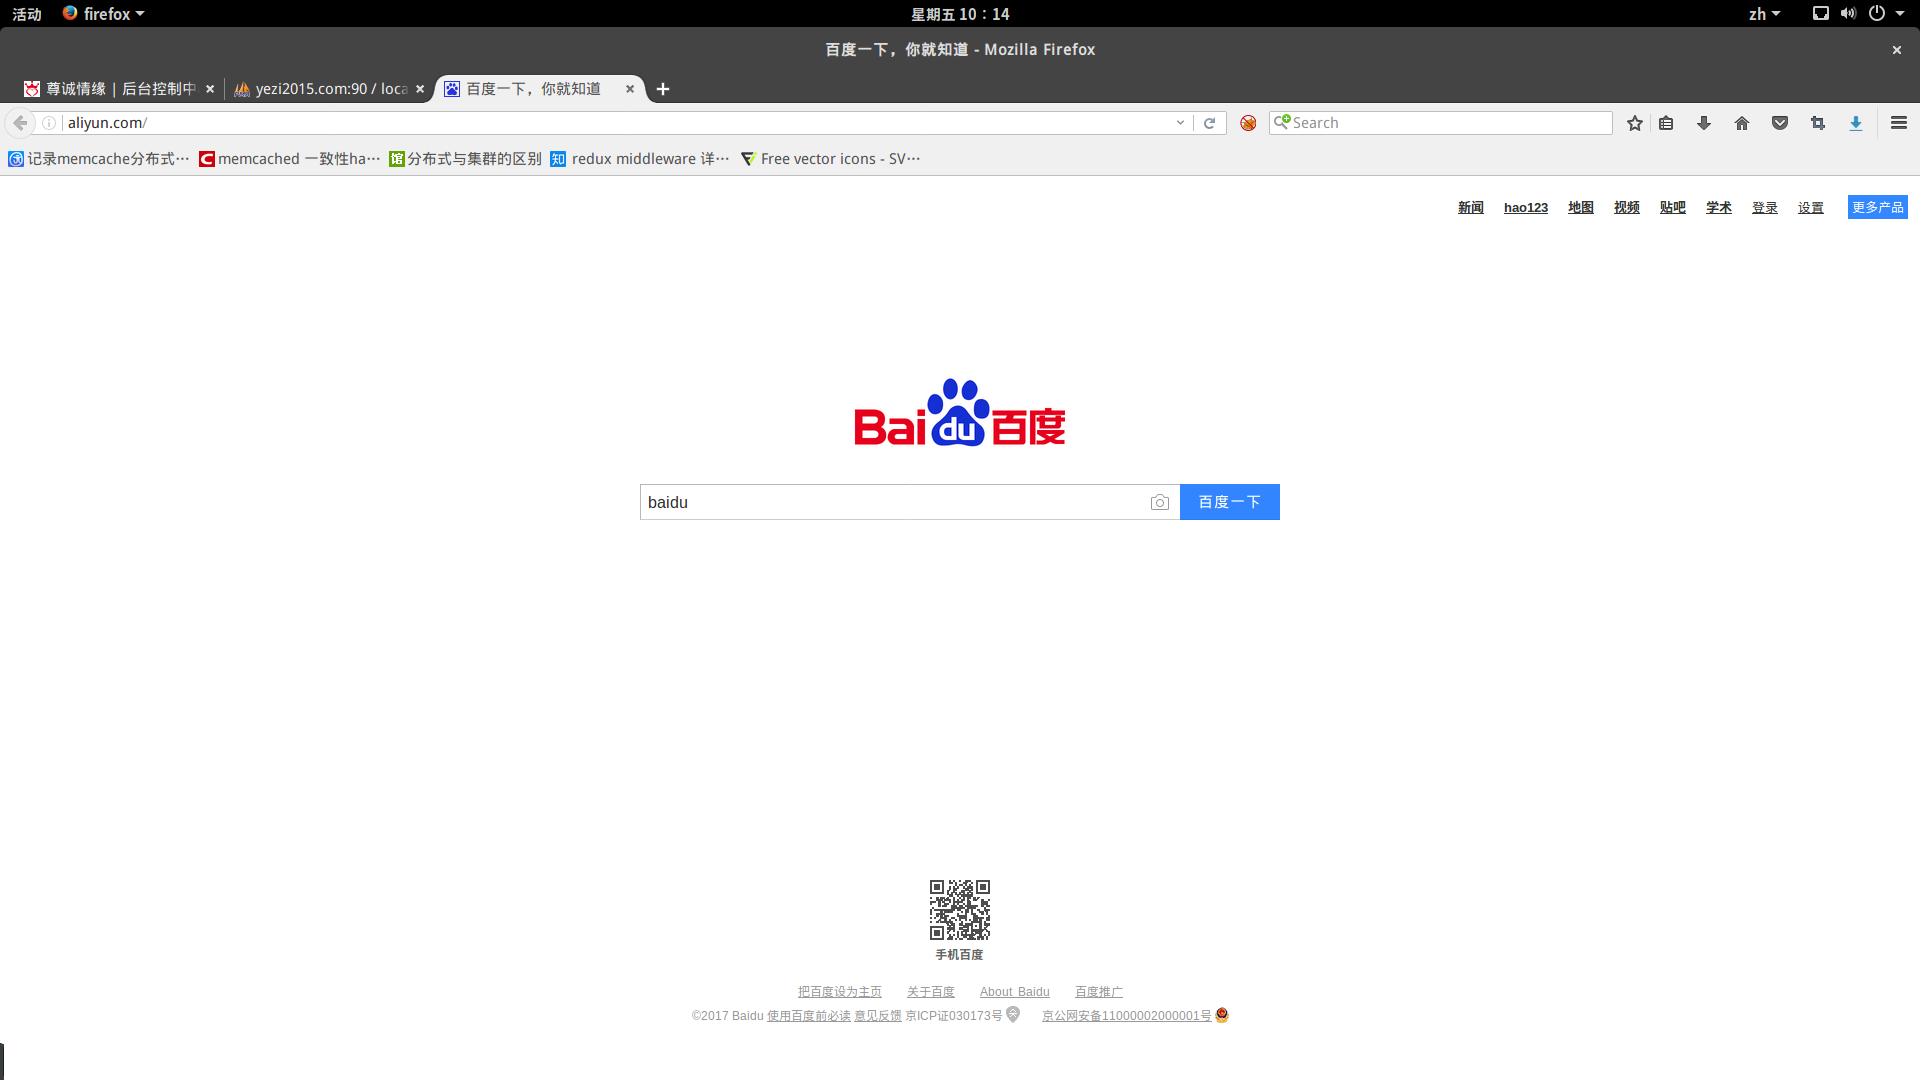 活动 firefox 星期五 10：14 zh
百度一下，你就知道 - Mozilla Firefox
尊诚情缘 | 后台控制中 yezi2015.com:90 / loca 百度一下，你就知道
aliyun.com/ Search
记录memcache分布式… memcached 一致性ha… 馆 分布式与集群的区别 知 redux middleware 详… Free vector icons - SV…
新闻 hao123 地图 视频 贴吧 学术 登录 设置 更多产品
Bai du 百度
baidu 百度一下
手机百度
把百度设为主页 关于百度 About Baidu 百度推广
©2017 Baidu 使用百度前必读 意见反馈 京ICP证030173号 京公网安备11000002000001号